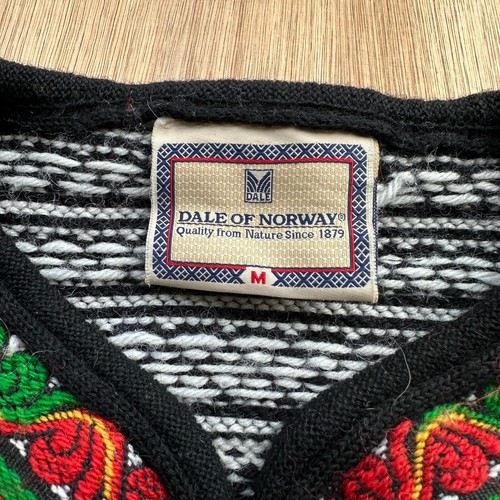 DALE
DALE OF NORWAY®
Quality from Nature Since 1879
M